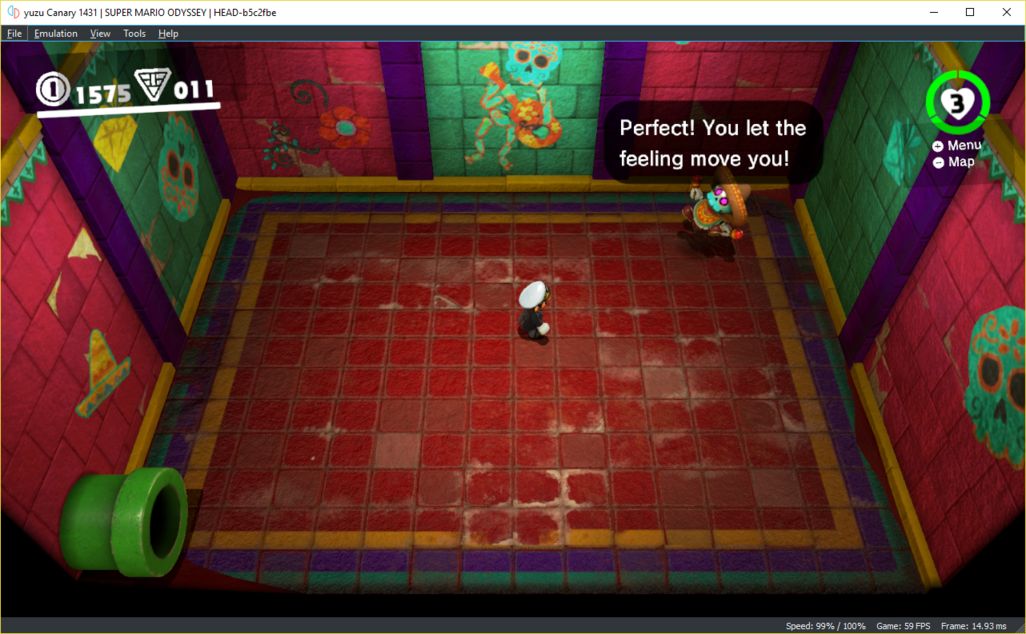 yuzu Canary 1431 | SUPER MARIO ODYSSEY | HEAD-b5c2fbe
File Emulation View Tools Help
1575 011
Perfect! You let the
feeling move you!
3
+ Menu
- Map
Speed: 99% / 100% Game: 59 FPS Frame: 14.93 ms